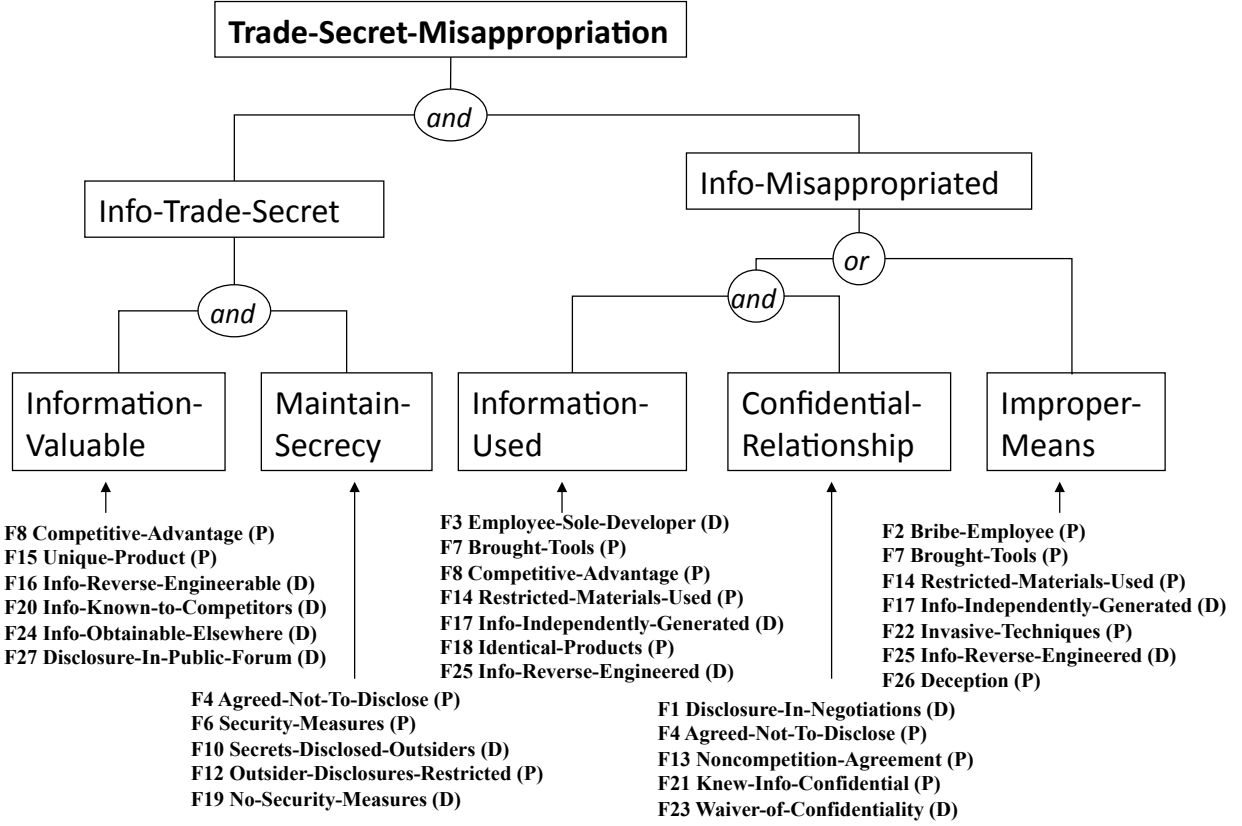 Trade-Secret-Misappropriation
and
Info-Trade-Secret
Info-Misappropriated
or
and
and
Information-
Valuable
Maintain-
Secrecy
Information-
Used
Confidential-
Relationship
Improper-
Means
F8 Competitive-Advantage (P)
F15 Unique-Product (P)
F16 Info-Reverse-Engineerable (D)
F20 Info-Known-to-Competitors (D)
F24 Info-Obtainable-Elsewhere (D)
F27 Disclosure-In-Public-Forum (D)
F4 Agreed-Not-To-Disclose (P)
F6 Security-Measures (P)
F10 Secrets-Disclosed-Outsiders (D)
F12 Outsider-Disclosures-Restricted (P)
F19 No-Security-Measures (D)
F3 Employee-Sole-Developer (D)
F7 Brought-Tools (P)
F8 Competitive-Advantage (P)
F14 Restricted-Materials-Used (P)
F17 Info-Independently-Generated (D)
F18 Identical-Products (P)
F25 Info-Reverse-Engineered (D)
F1 Disclosure-In-Negotiations (D)
F4 Agreed-Not-To-Disclose (P)
F13 Noncompetition-Agreement (P)
F21 Knew-Info-Confidential (P)
F23 Waiver-of-Confidentiality (D)
F2 Bribe-Employee (P)
F7 Brought-Tools (P)
F14 Restricted-Materials-Used (P)
F17 Info-Independently-Generated (D)
F22 Invasive-Techniques (P)
F25 Info-Reverse-Engineered (D)
F26 Deception (P)